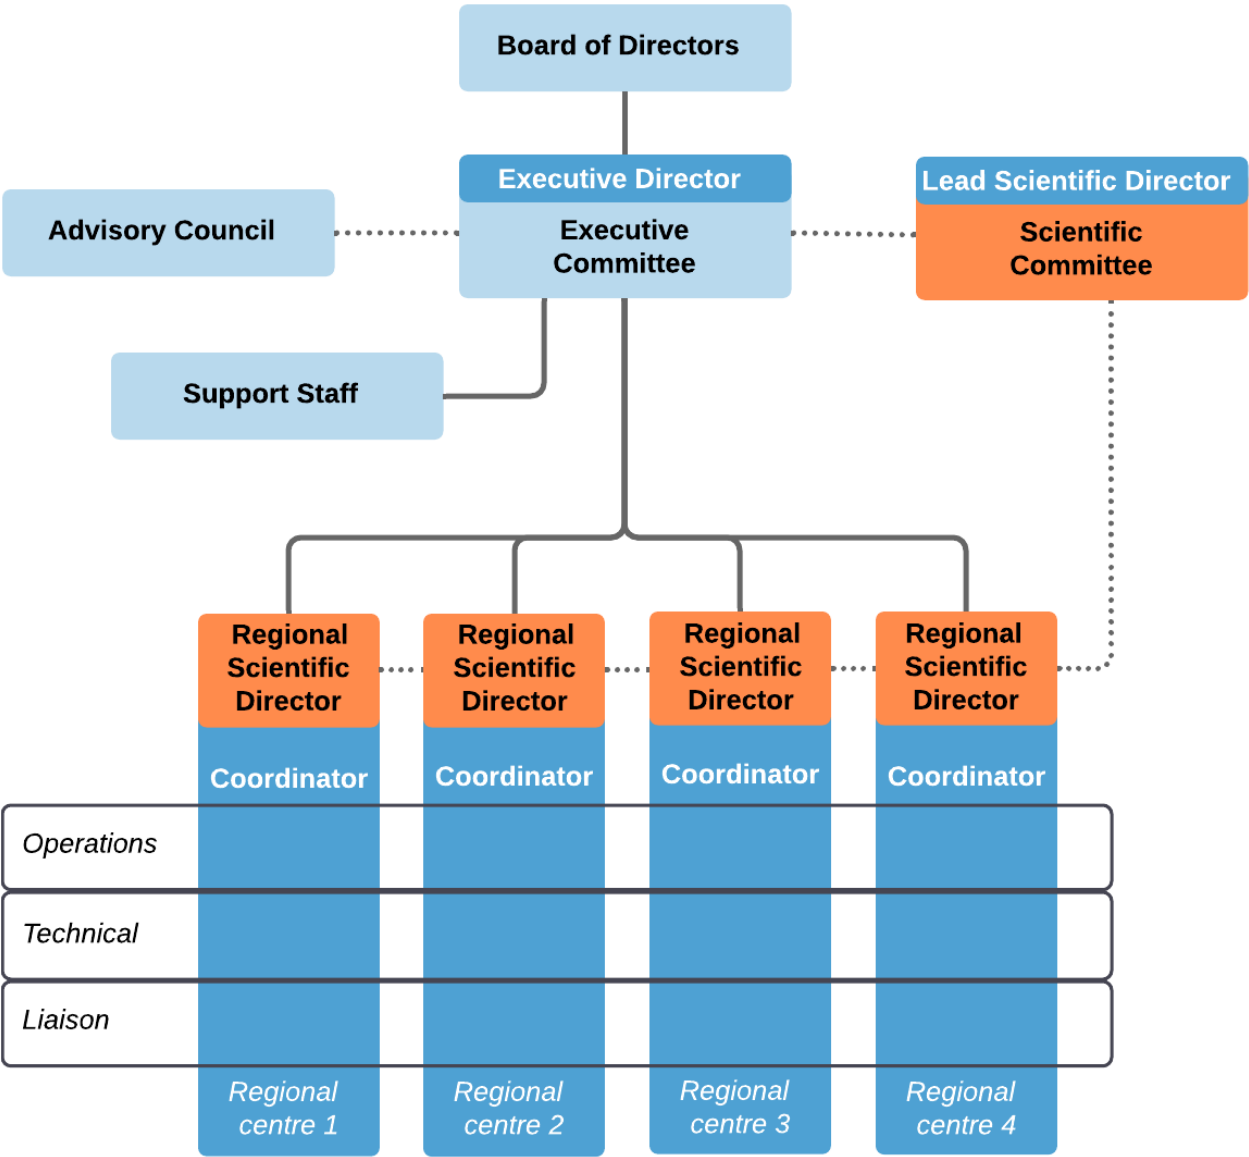 Board of Directors
Executive Director
Executive
Committee
Lead Scientific Director
Scientific
Committee
Advisory Council
Support Staff
Regional
Scientific
Director
Coordinator
Regional
Scientific
Director
Coordinator
Regional
Scientific
Director
Coordinator
Regional
Scientific
Director
Coordinator
Operations
Technical
Liaison
Regional
centre 1
Regional
centre 2
Regional
centre 3
Regional
centre 4